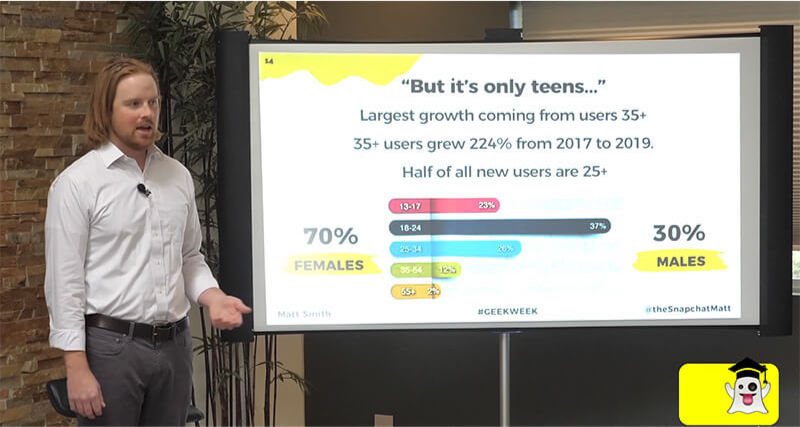 14
“But it’s only teens...”
Largest growth coming from users 35+
35+ users grew 224% from 2017 to 2019.
Half of all new users are 25+
13-17 23%
18-24 37%
25-34 26%
35-54 12%
55+ 2%
70%
FEMALES
30%
MALES
Matt Smith #GEEKWEEK @theSnapchatMatt